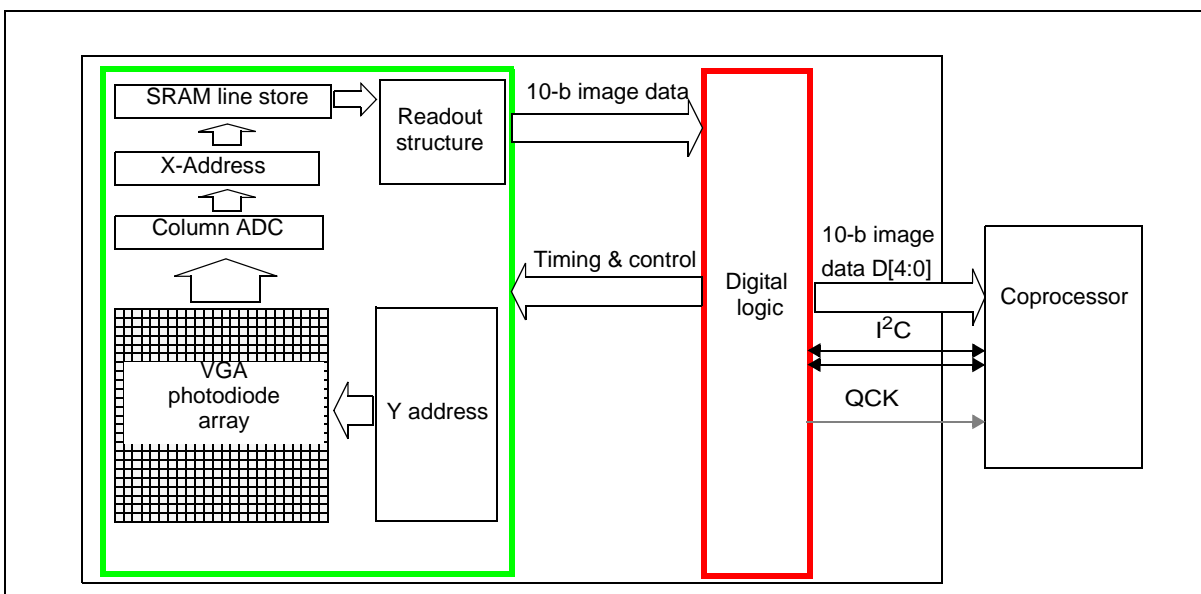 SRAM line store
Readout
structure
10-b image data
X-Address
Column ADC
Timing & control
10-b image
data D[4:0]
Digital
logic
Coprocessor
I²C
VGA
photodiode
array
Y address
QCK